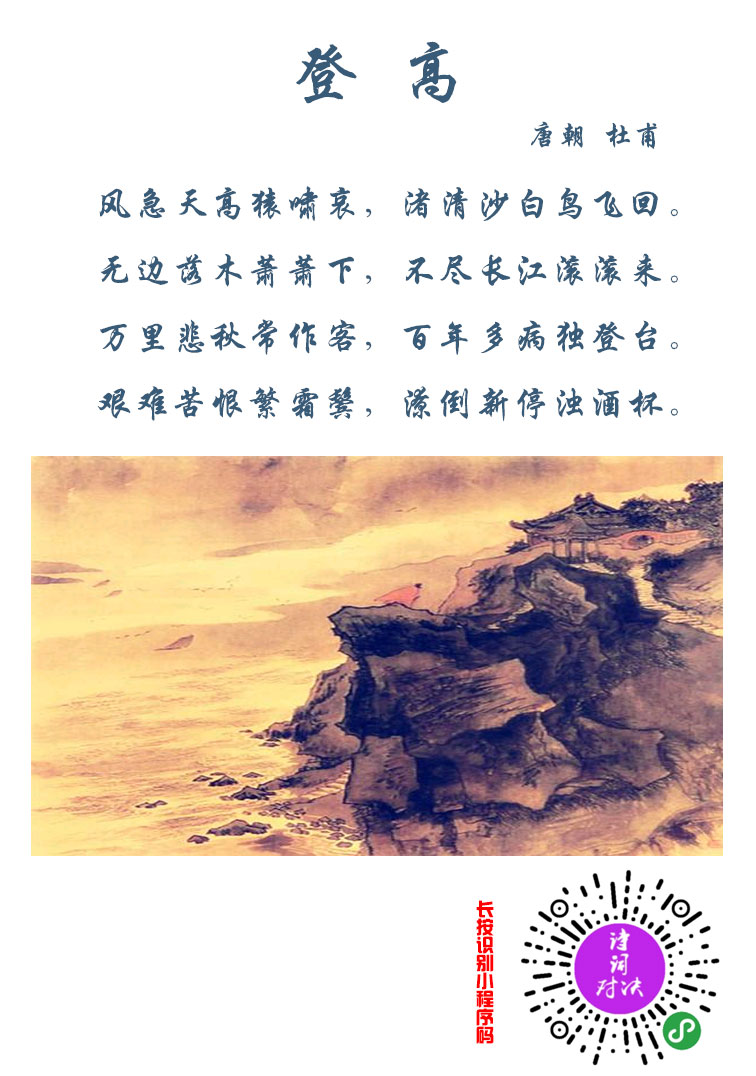 登 高
唐朝 杜甫
风急天高猿啸哀，渚清沙白鸟飞回。
无边落木萧萧下，不尽长江滚滚来。
万里悲秋常作客，百年多病独登台。
艰难苦恨繁霜鬓，潦倒新停浊酒杯。
长按识别小程序码
诗词
对决